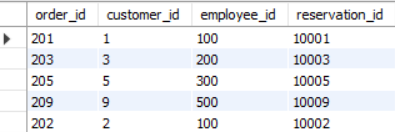 order_id customer_id employee_id reservation_id
201 1 100 10001
203 3 200 10003
205 5 300 10005
209 9 500 10009
202 2 100 10002